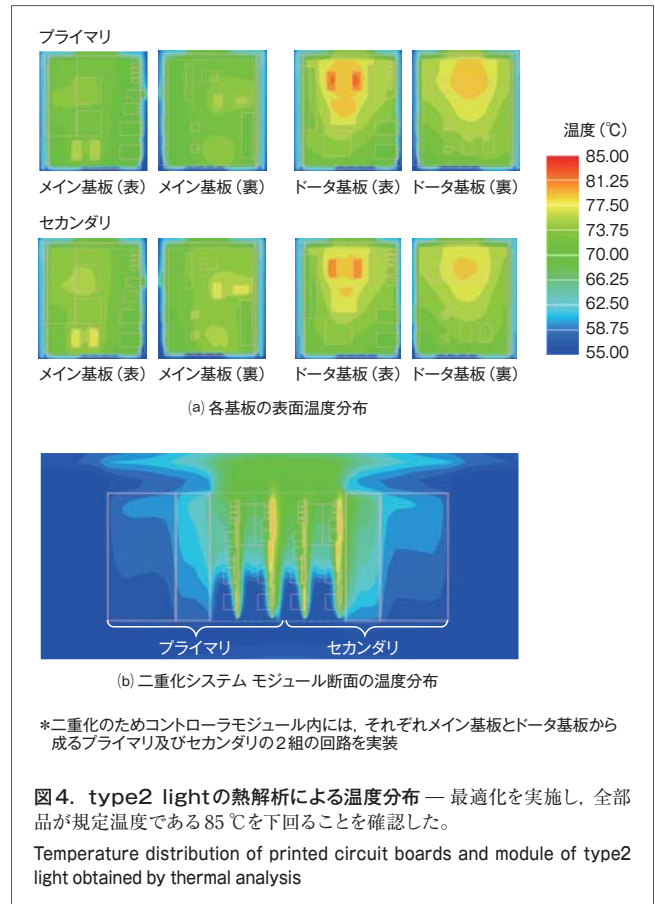 プライマリ
メイン基板（表） メイン基板（裏） ドータ基板（表） ドータ基板（裏）
セカンダリ
メイン基板（表） メイン基板（裏） ドータ基板（表） ドータ基板（裏）
温度（℃）
85.00
81.25
77.50
73.75
70.00
66.25
62.50
58.75
55.00
(a) 各基板の表面温度分布
プライマリ セカンダリ
(b) 二重化システム モジュール断面の温度分布
＊二重化のためコントローラモジュール内には，それぞれメイン基板とドータ基板から
成るプライマリ及びセカンダリの２組の回路を実装
図4．type2 lightの熱解析による温度分布 — 最適化を実施し，全部
品が規定温度である85 ℃を下回ることを確認した。
Temperature distribution of printed circuit boards and module of type2
light obtained by thermal analysis